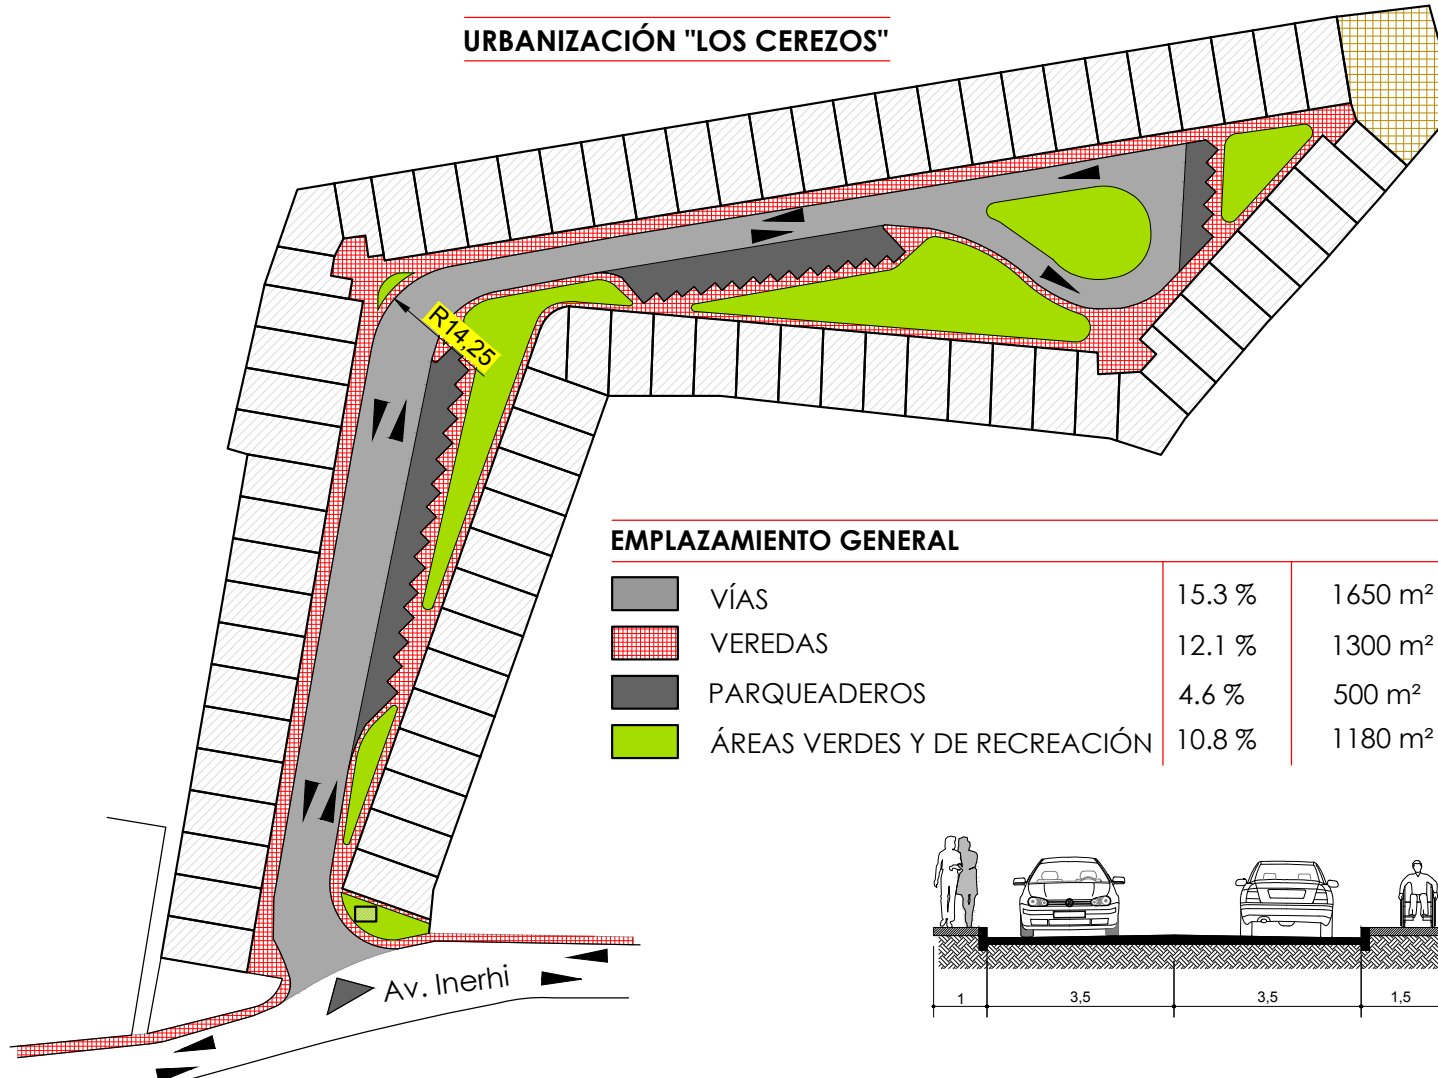 URBANIZACIÓN "LOS CEREZOS"
R14,25
EMPLAZAMIENTO GENERAL
VÍAS 15.3 % 1650 m²
VEREDAS 12.1 % 1300 m²
PARQUEADEROS 4.6 % 500 m²
ÁREAS VERDES Y DE RECREACIÓN 10.8 % 1180 m²
Av. Inerhi
1 3,5 3,5 1,5